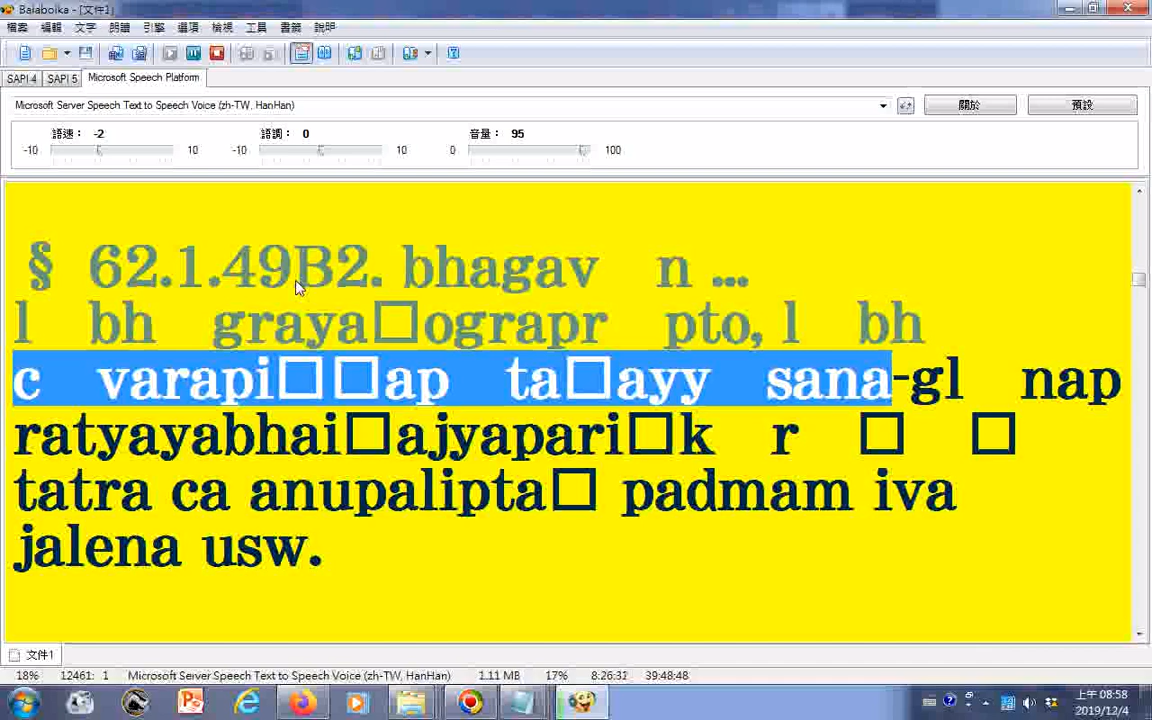 Balabolka - [文件1]
檔案 編輯 文字 朗讀 引擎 選項 檢視 工具 書籤 說明
SAPI 4 SAPI 5 Microsoft Speech Platform
Microsoft Server Speech Text to Speech Voice (zh-TW, HanHan) 關於 預設
語速： -2 語調： 0 音量： 95
-10 10 -10 10 0 100
§ 62.1.49B2. bhagav n ...
l bh graya□ograpr pto, l bh
c varapi□□ap ta□ayy sana-gl nap
ratyayabhai□ajyapari□k r □ □
tatra ca anupalipta□ padmam iva
jalena usw.
文件1
18% 12461: 1 Microsoft Server Speech Text to Speech Voice (zh-TW, HanHan) 1.11 MB 17% 8:26:32 39:48:48
上午 08:58
2019/12/4